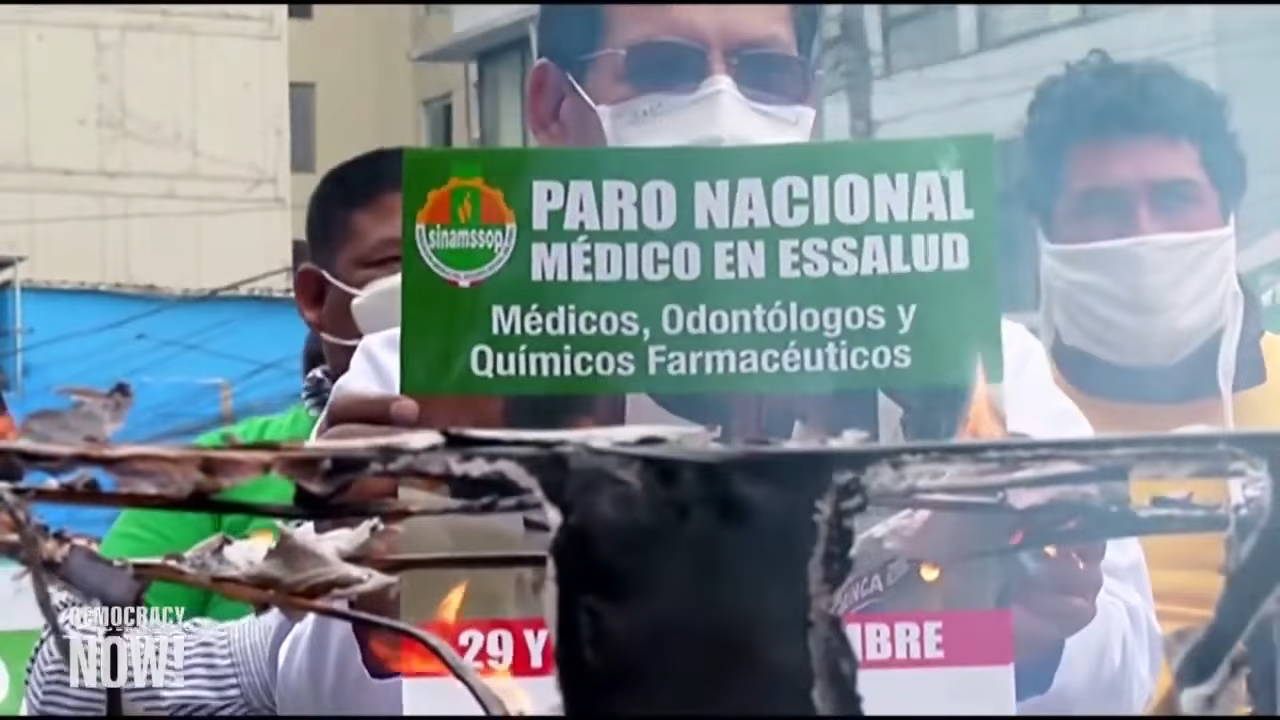 sinamssop
PARO NACIONAL
MÉDICO EN ESSALUD
Médicos, Odontólogos y
Químicos Farmacéuticos
29 Y
MBRE
DEMOCRACY
NOW!